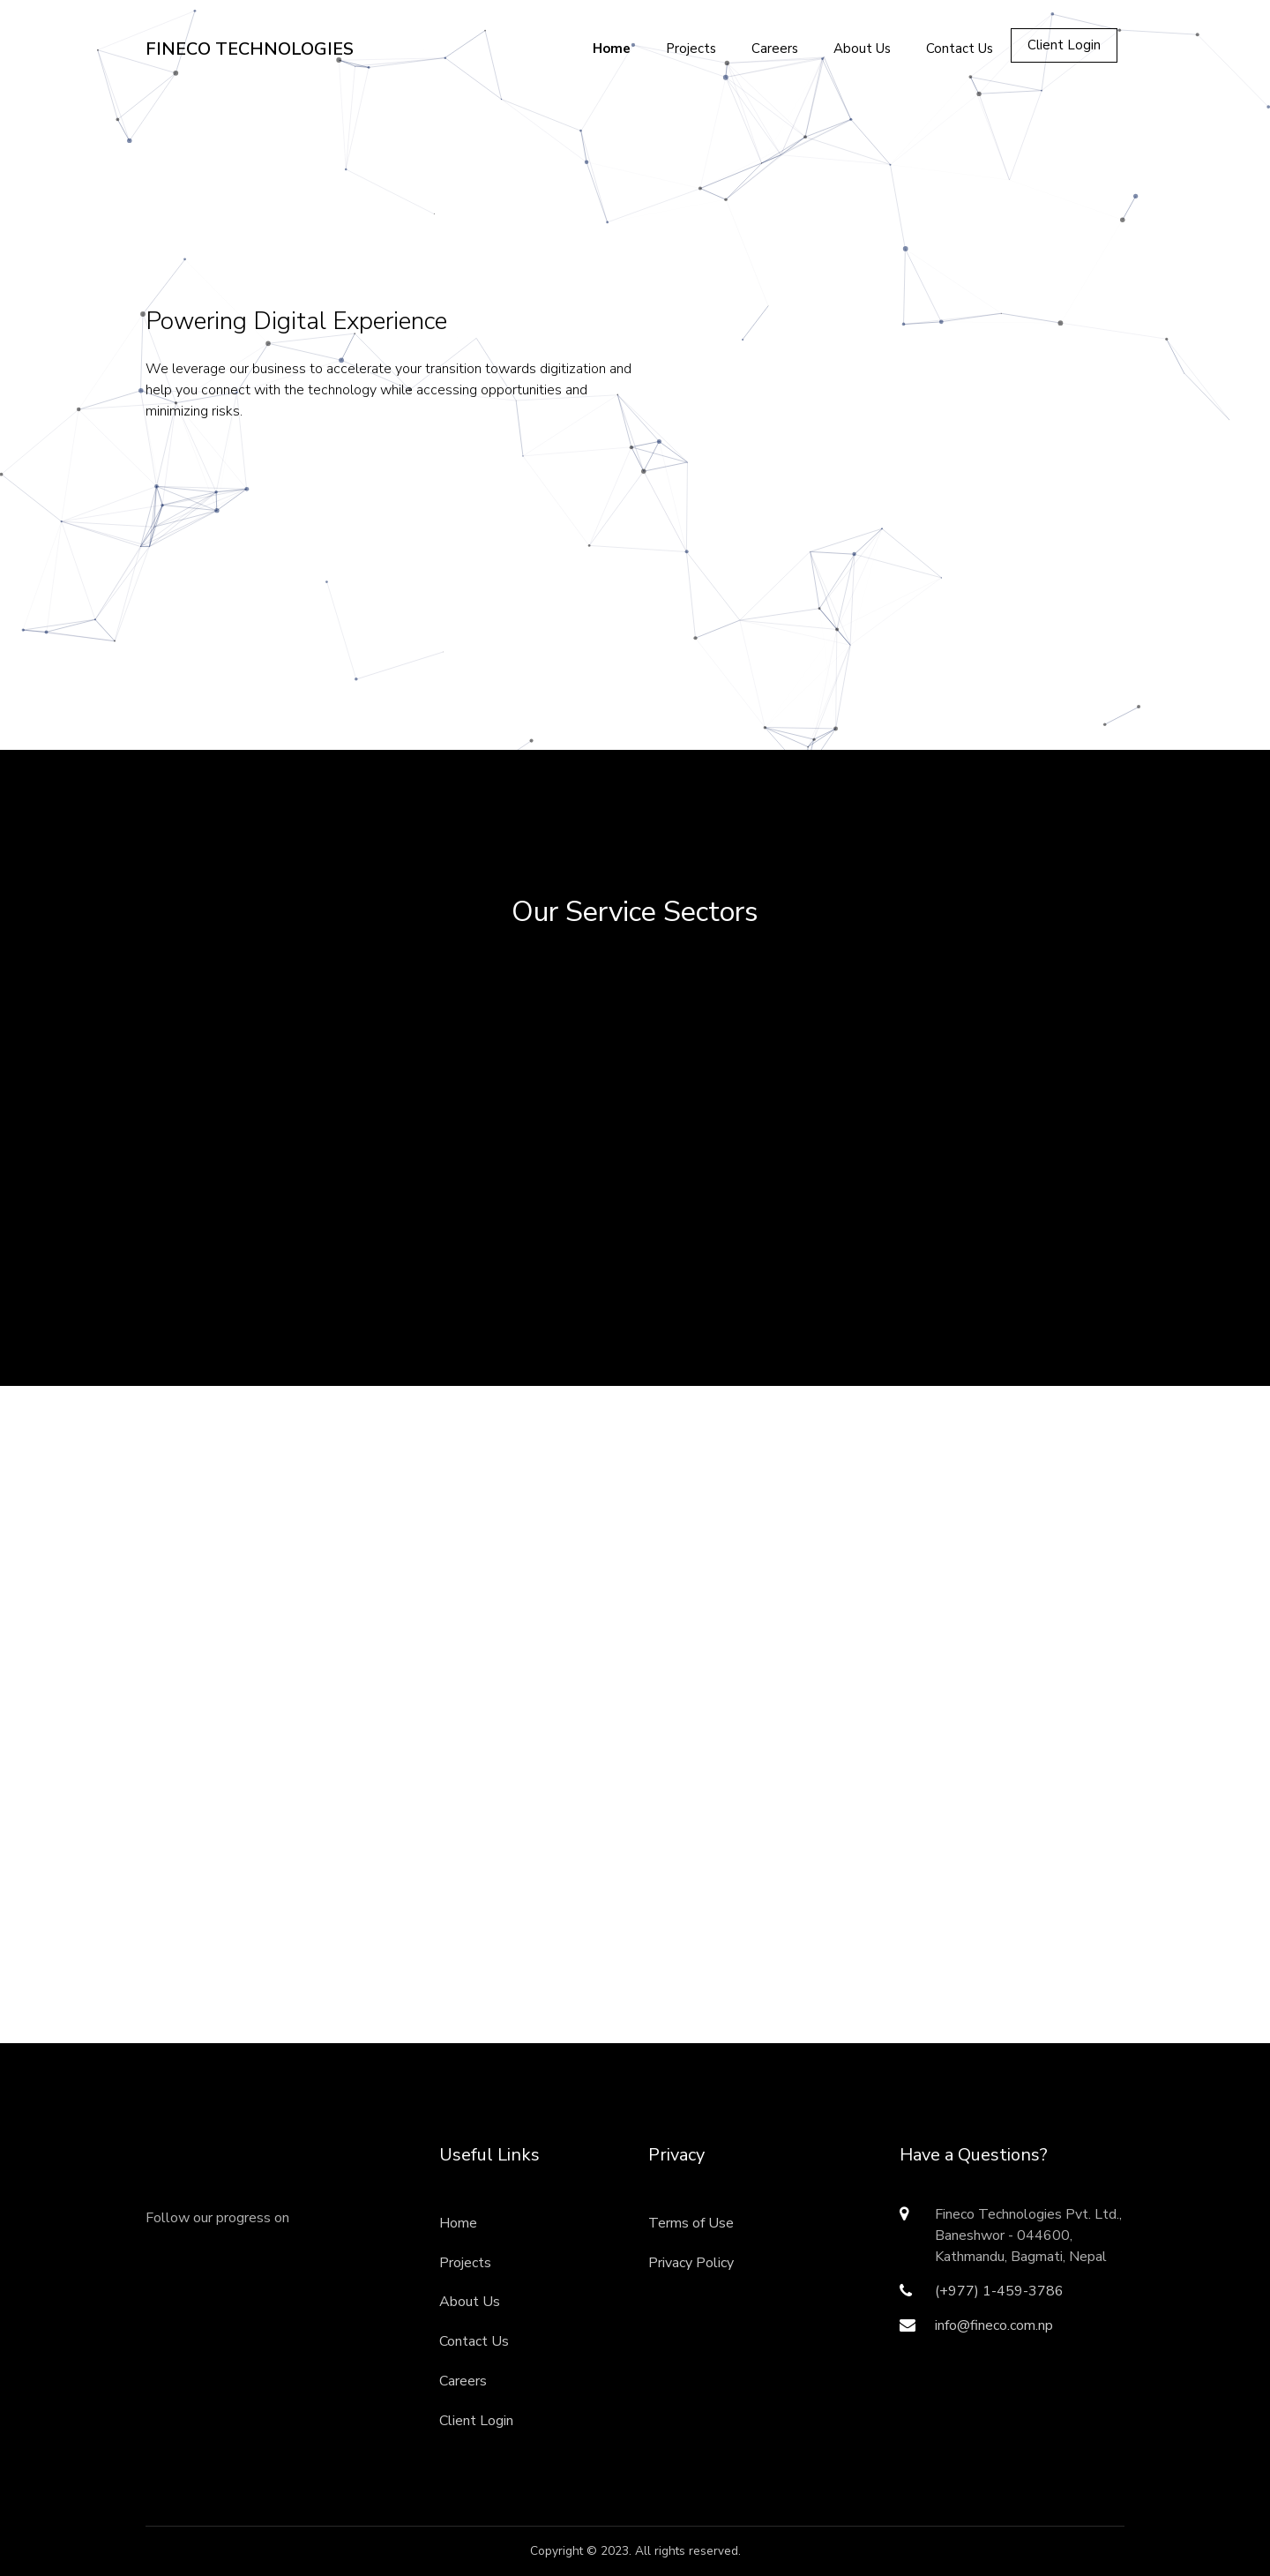 FINECO TECHNOLOGIES
Home
Projects
Careers
About Us
Contact Us
Client Login
Powering Digital Experience
We leverage our business to accelerate your transition towards digitization and
help you connect with the technology while accessing opportunities and
minimizing risks.
Our Service Sectors
Follow our progress on
Useful Links
Home
Projects
About Us
Contact Us
Careers
Client Login
Privacy
Terms of Use
Privacy Policy
Have a Questions?
Fineco Technologies Pvt. Ltd.,
Baneshwor - 044600,
Kathmandu, Bagmati, Nepal
(+977) 1-459-3786
info@fineco.com.np
Copyright © 2023. All rights reserved.